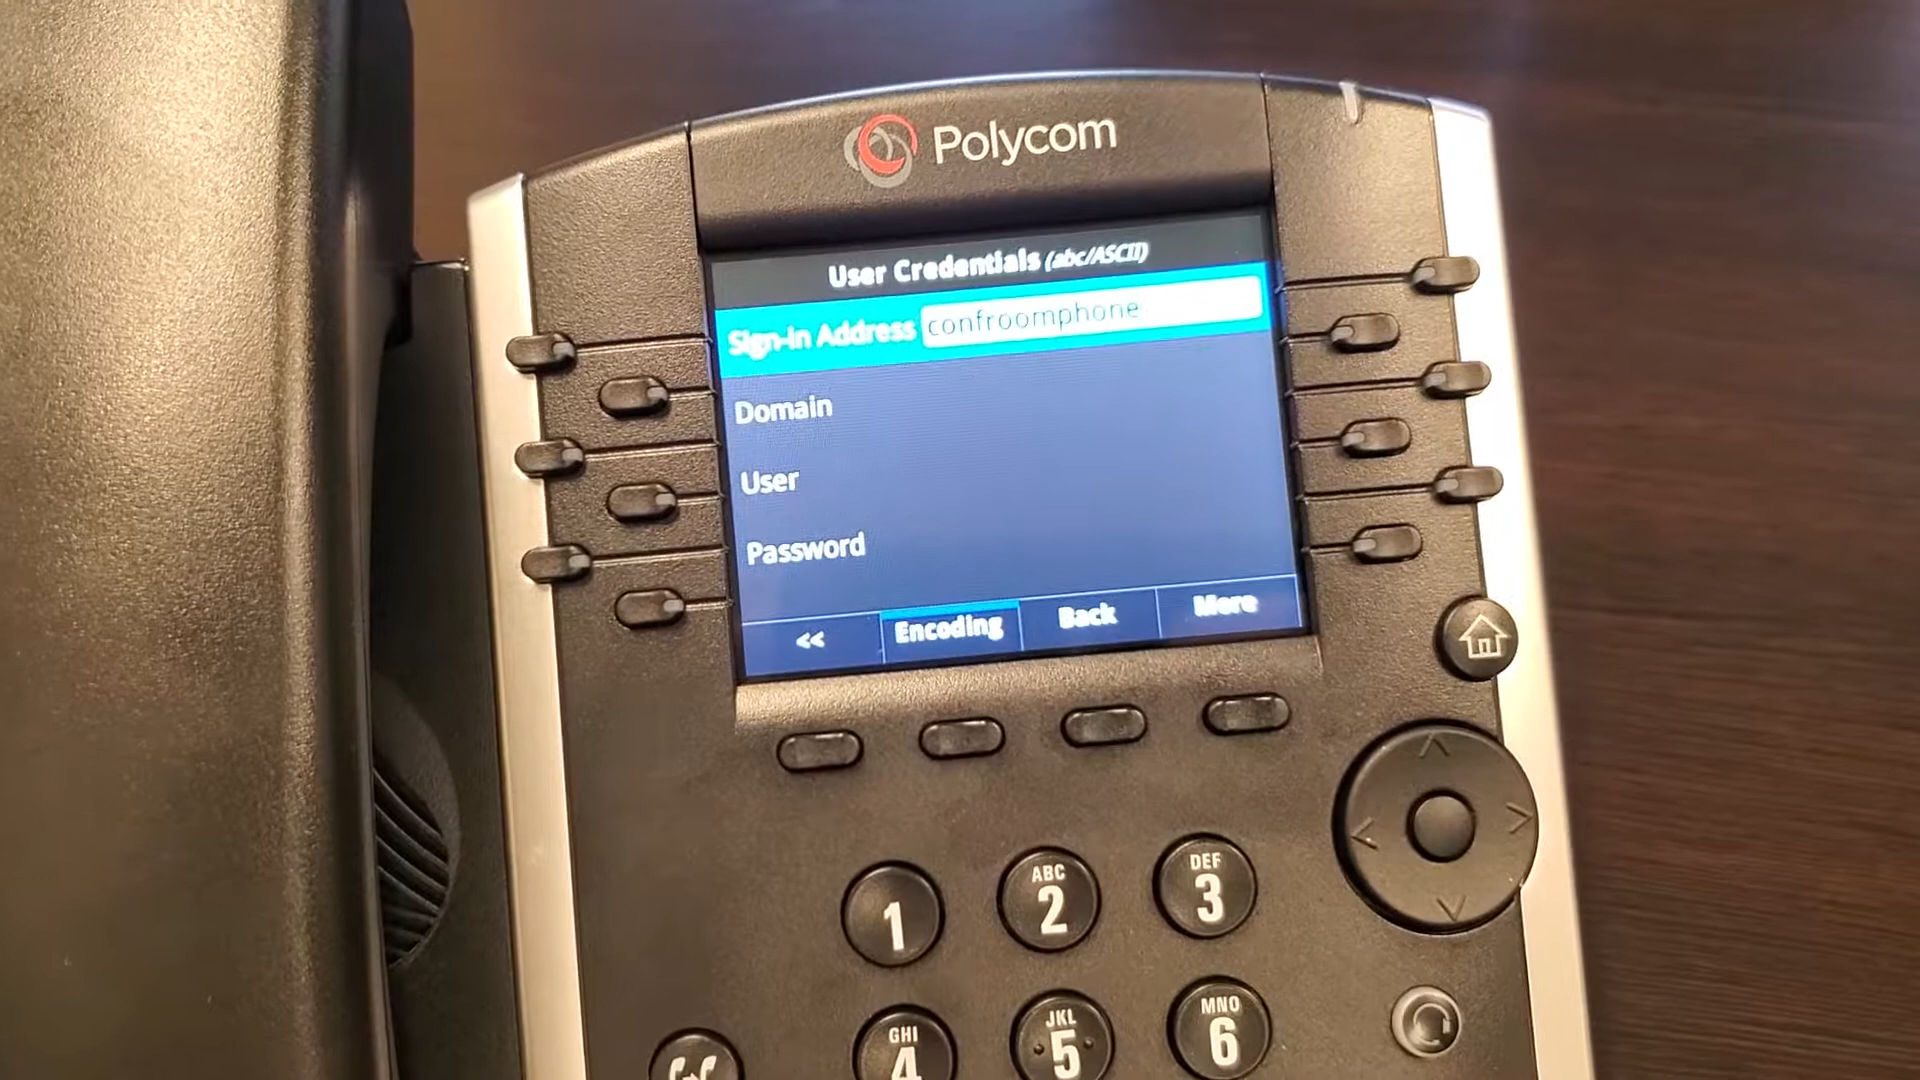 Polycom
User Credentials (abc/ASCII)
Sign-in Address confroomphone
Domain
User
Password
<< Encoding Back More
1
ABC
2
DEF
3
GHI
4
JKL
5
MNO
6